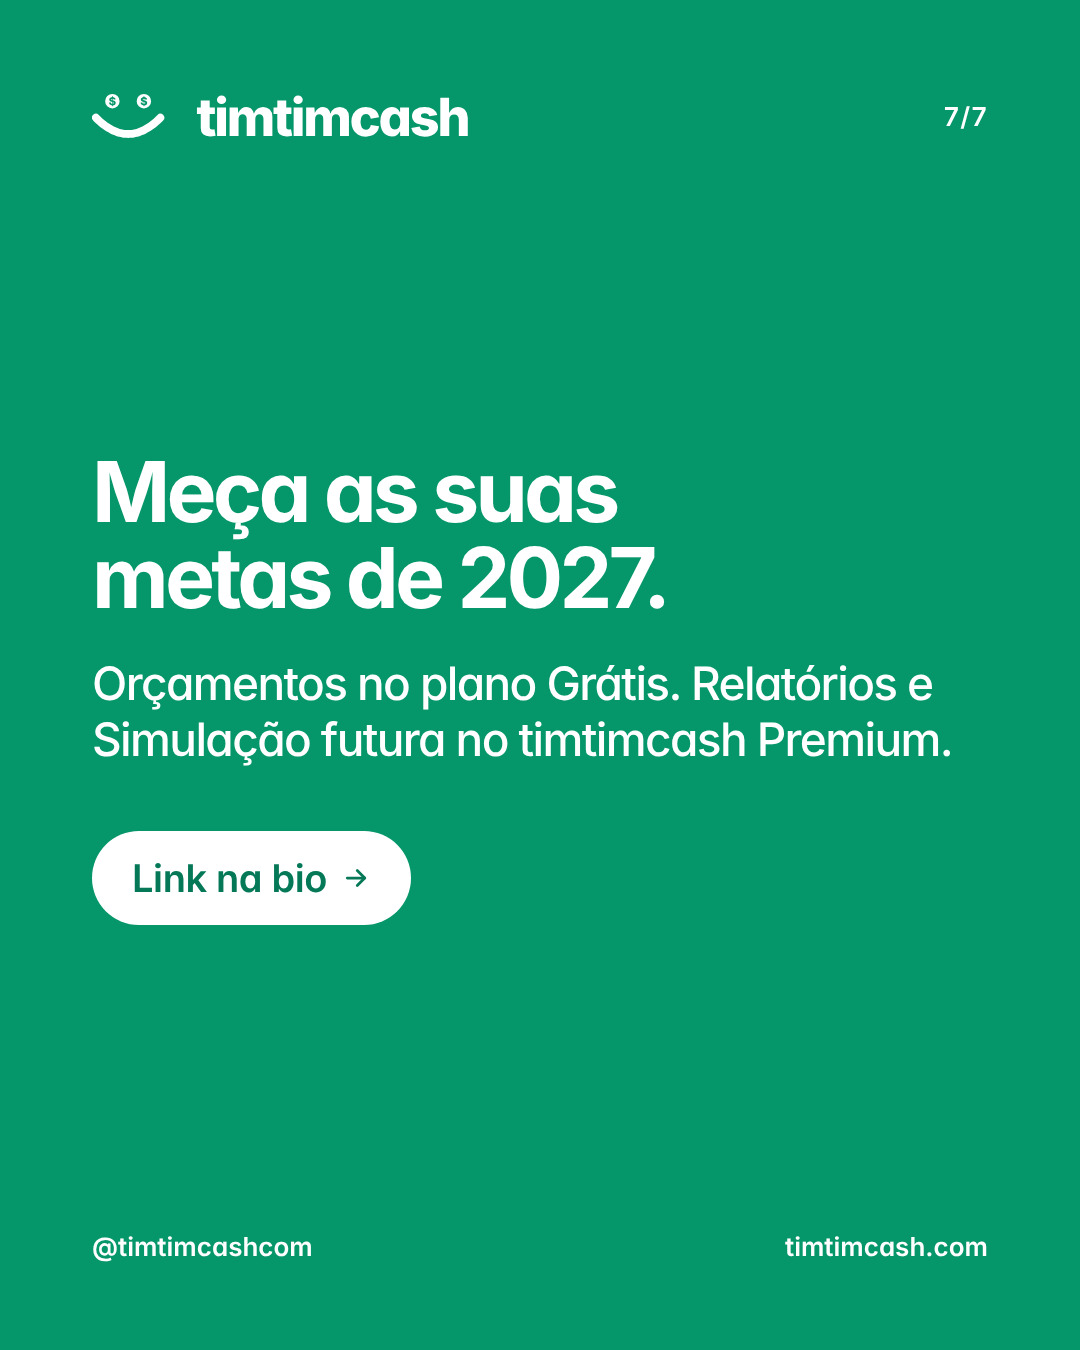 timtimcash
7/7
Meça as suas
metas de 2027.
Orçamentos no plano Grátis. Relatórios e
Simulação futura no timtimcash Premium.
Link na bio →
@timtimcashcom
timtimcash.com